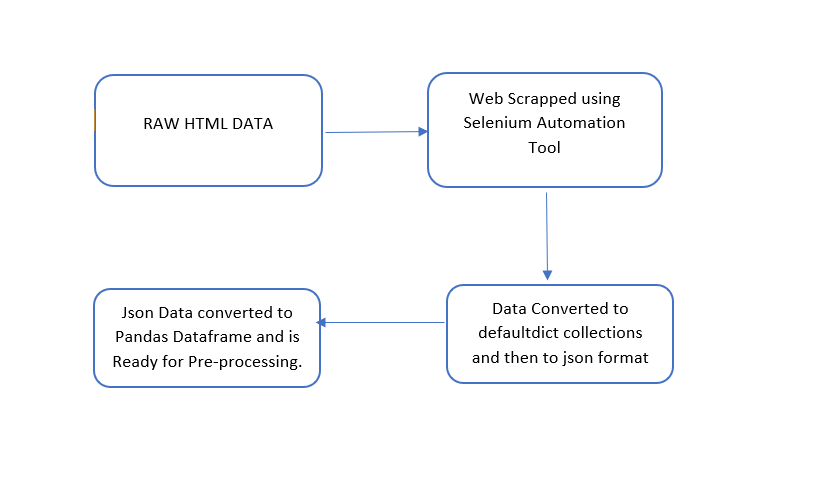 RAW HTML DATA
Web Scrapped using
Selenium Automation
Tool
Data Converted to
defaultdict collections
and then to json format
Json Data converted to
Pandas Dataframe and is
Ready for Pre-processing.